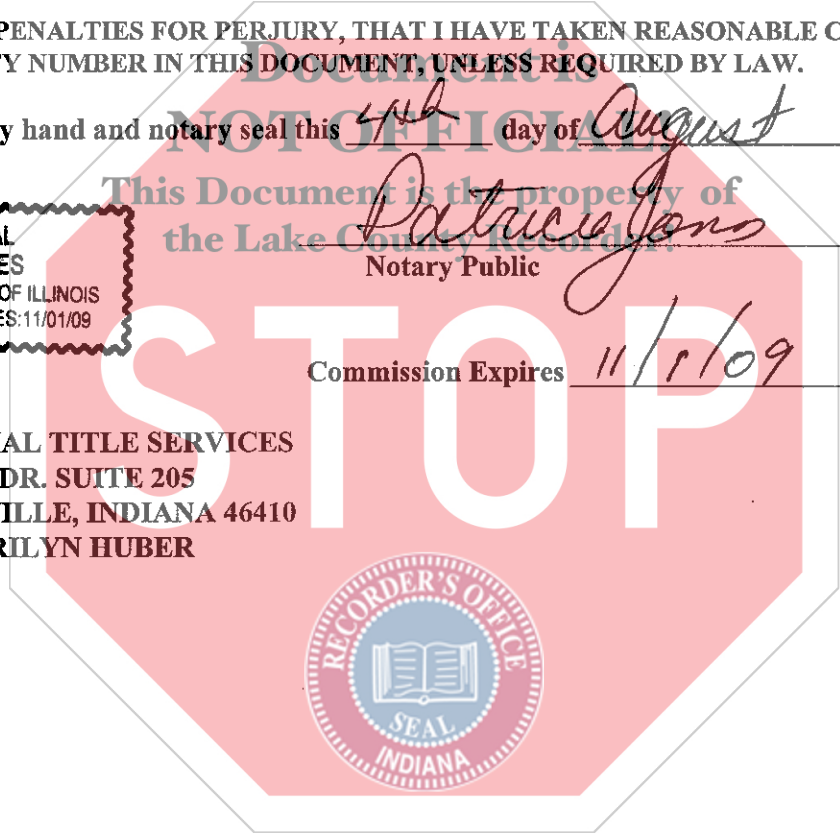 PENALTIES FOR PERJURY, THAT I HAVE TAKEN REASONABLE C
Y NUMBER IN THIS DOCUMENT, UNLESS REQUIRED BY LAW.
Document is
NOT OFFICIAL!
This Document is the property of
the Lake County Recorder!
y hand and notary seal this 4th day of August
Patricia Jons
Notary Public
AL
ES
OF ILLINOIS
ES:11/01/09
Commission Expires 11/1/09
STOP
AL TITLE SERVICES
DR. SUITE 205
ILLE, INDIANA 46410
RILYN HUBER
RECORDER'S OFFICE
SEAL
INDIANA